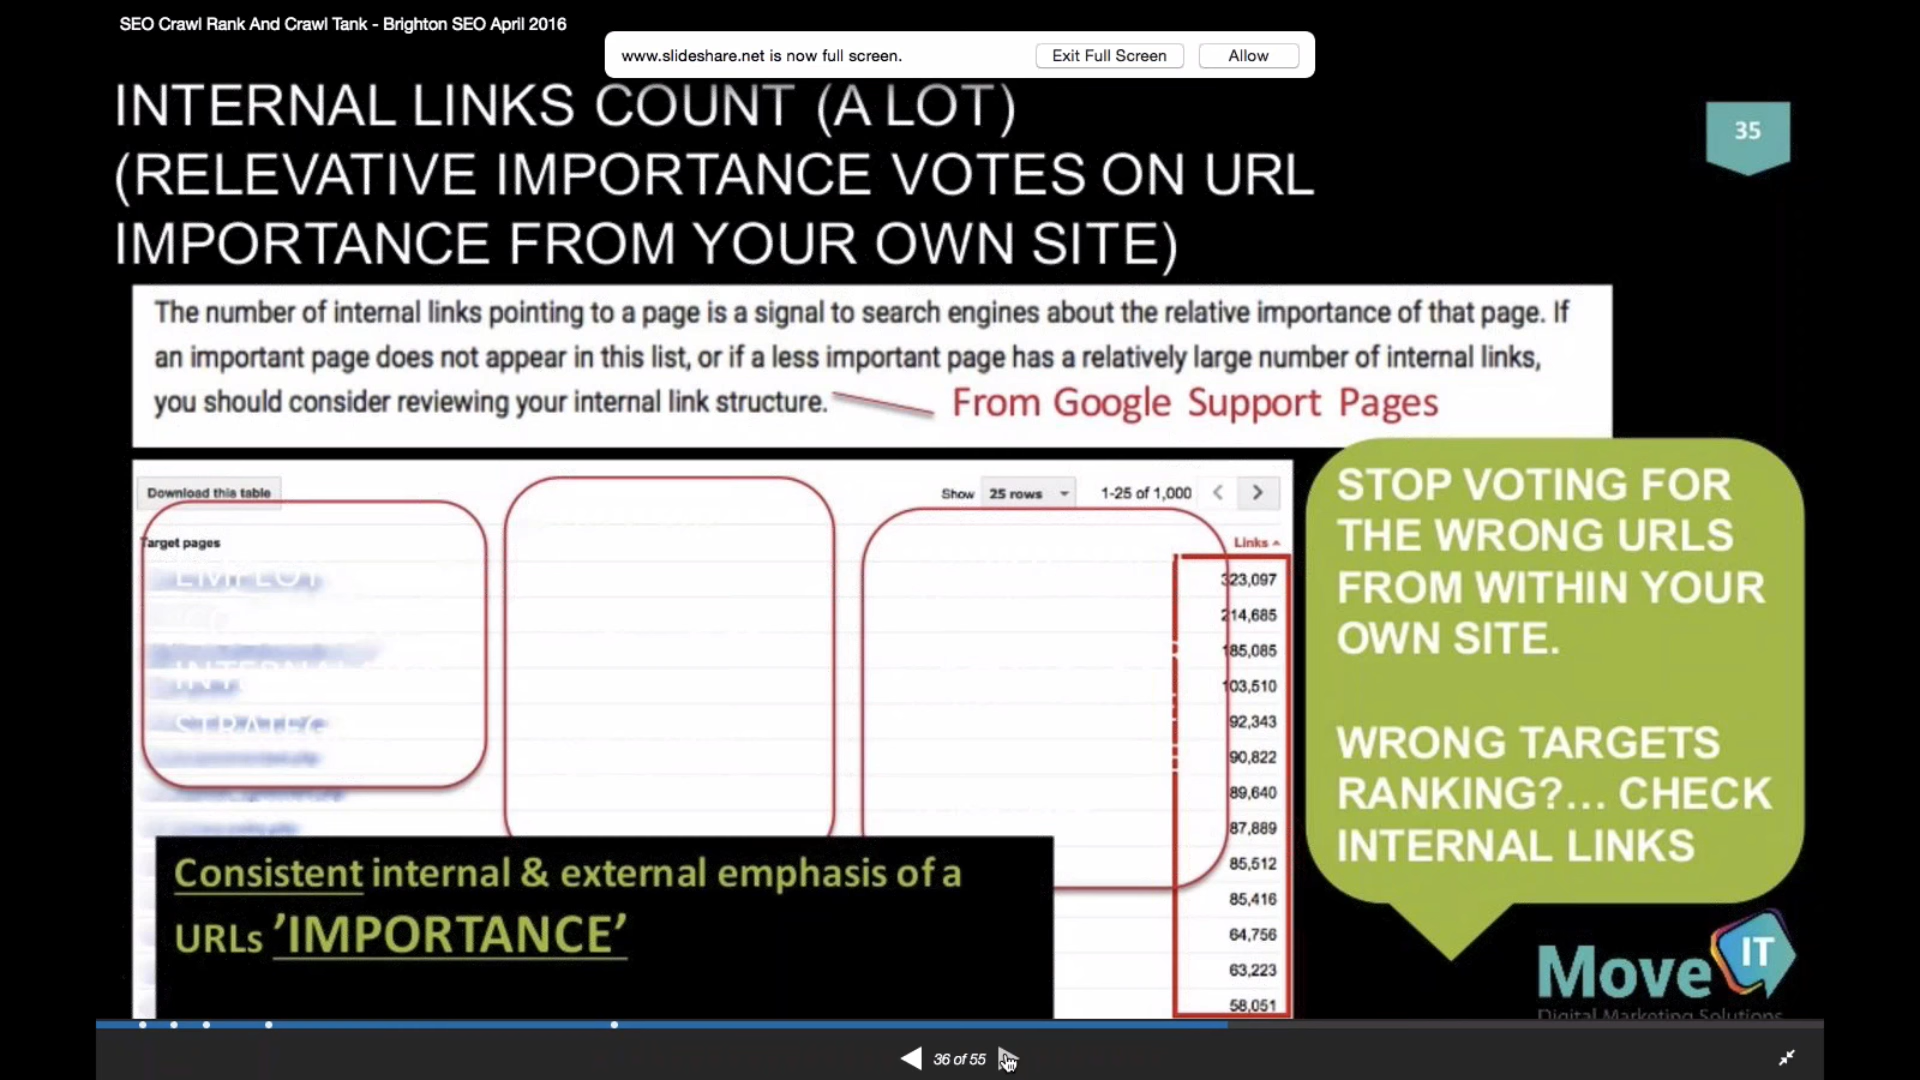 SEO Crawl Rank And Crawl Tank - Brighton SEO April 2016
www.slideshare.net is now full screen.
Exit Full Screen
Allow
INTERNAL LINKS COUNT (A LOT)
(RELEVATIVE IMPORTANCE VOTES ON URL
IMPORTANCE FROM YOUR OWN SITE)
35
The number of internal links pointing to a page is a signal to search engines about the relative importance of that page. If
an important page does not appear in this list, or if a less important page has a relatively large number of internal links,
you should consider reviewing your internal link structure.
From Google Support Pages
Download this table
Show 25 rows 1-25 of 1,000
Target pages
Links
EMPLOY
INTERNAL
STRATEG
323,097
214,685
185,085
103,510
92,343
90,822
89,640
87,889
85,512
85,416
64,756
63,223
58,051
Consistent internal & external emphasis of a
URLs ’IMPORTANCE’
STOP VOTING FOR
THE WRONG URLS
FROM WITHIN YOUR
OWN SITE.
WRONG TARGETS
RANKING?... CHECK
INTERNAL LINKS
Move IT
Digital Marketing Solutions
36 of 55